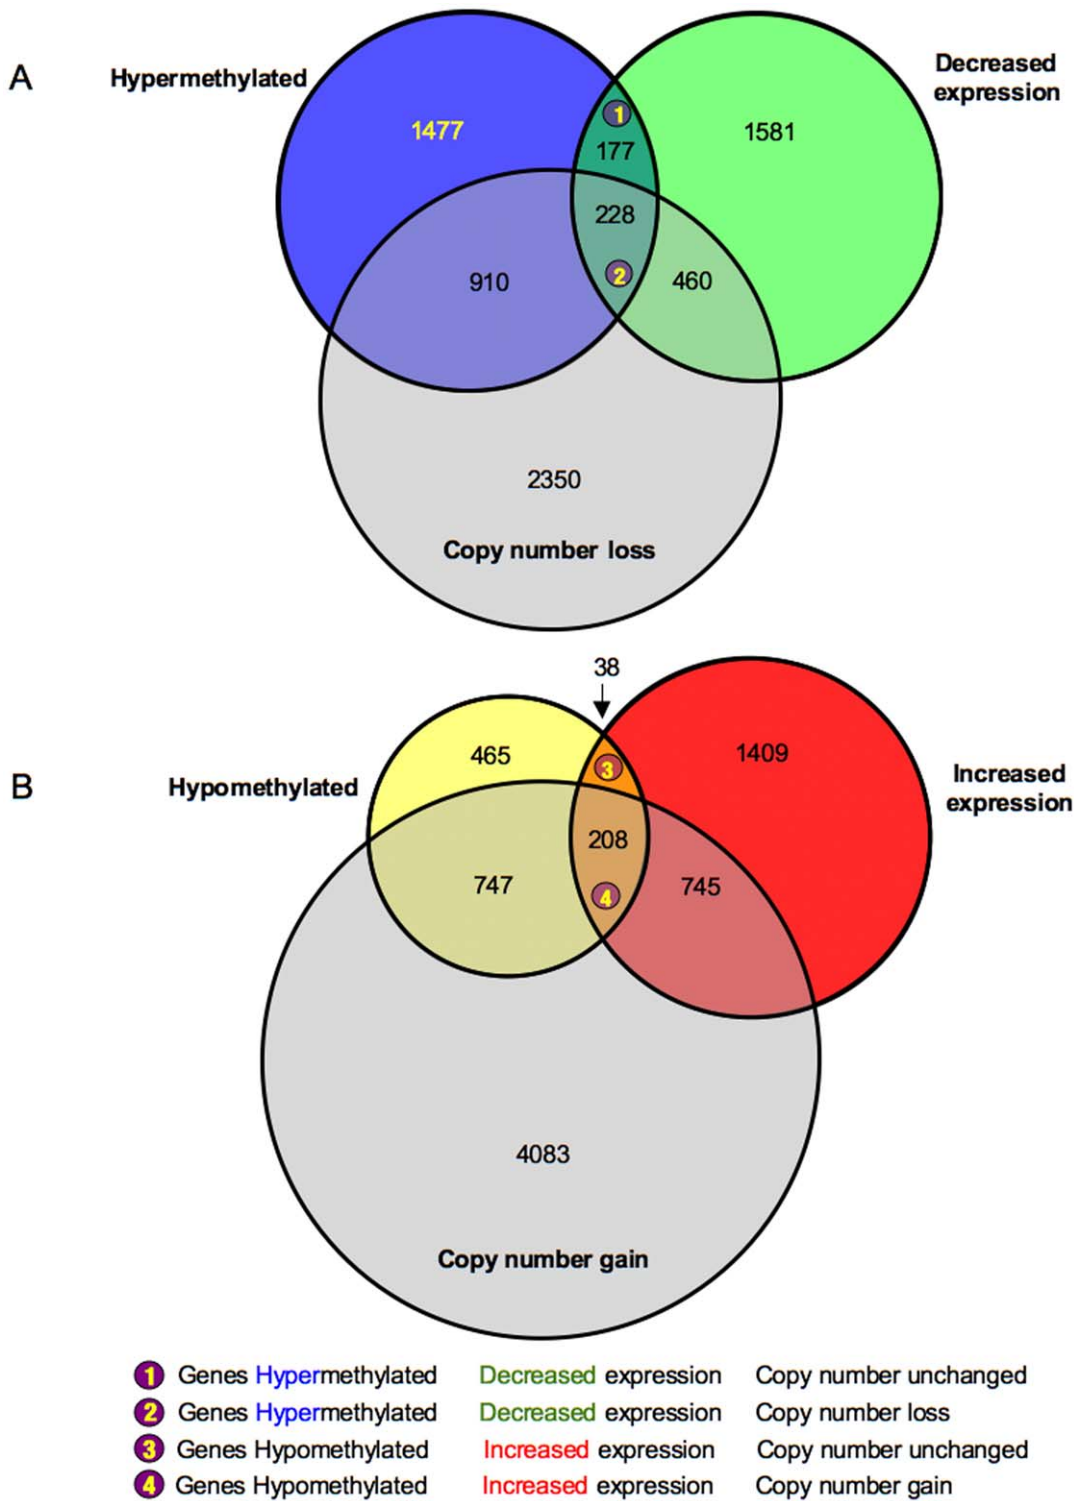 A
Hypermethylated
Decreased
expression
1477
1
177
1581
228
2
910
460
2350
Copy number loss
38
B
Hypomethylated
465
3
1409
Increased
expression
208
747
4
745
4083
Copy number gain
1 Genes Hypermethylated Decreased expression Copy number unchanged
2 Genes Hypermethylated Decreased expression Copy number loss
3 Genes Hypomethylated Increased expression Copy number unchanged
4 Genes Hypomethylated Increased expression Copy number gain